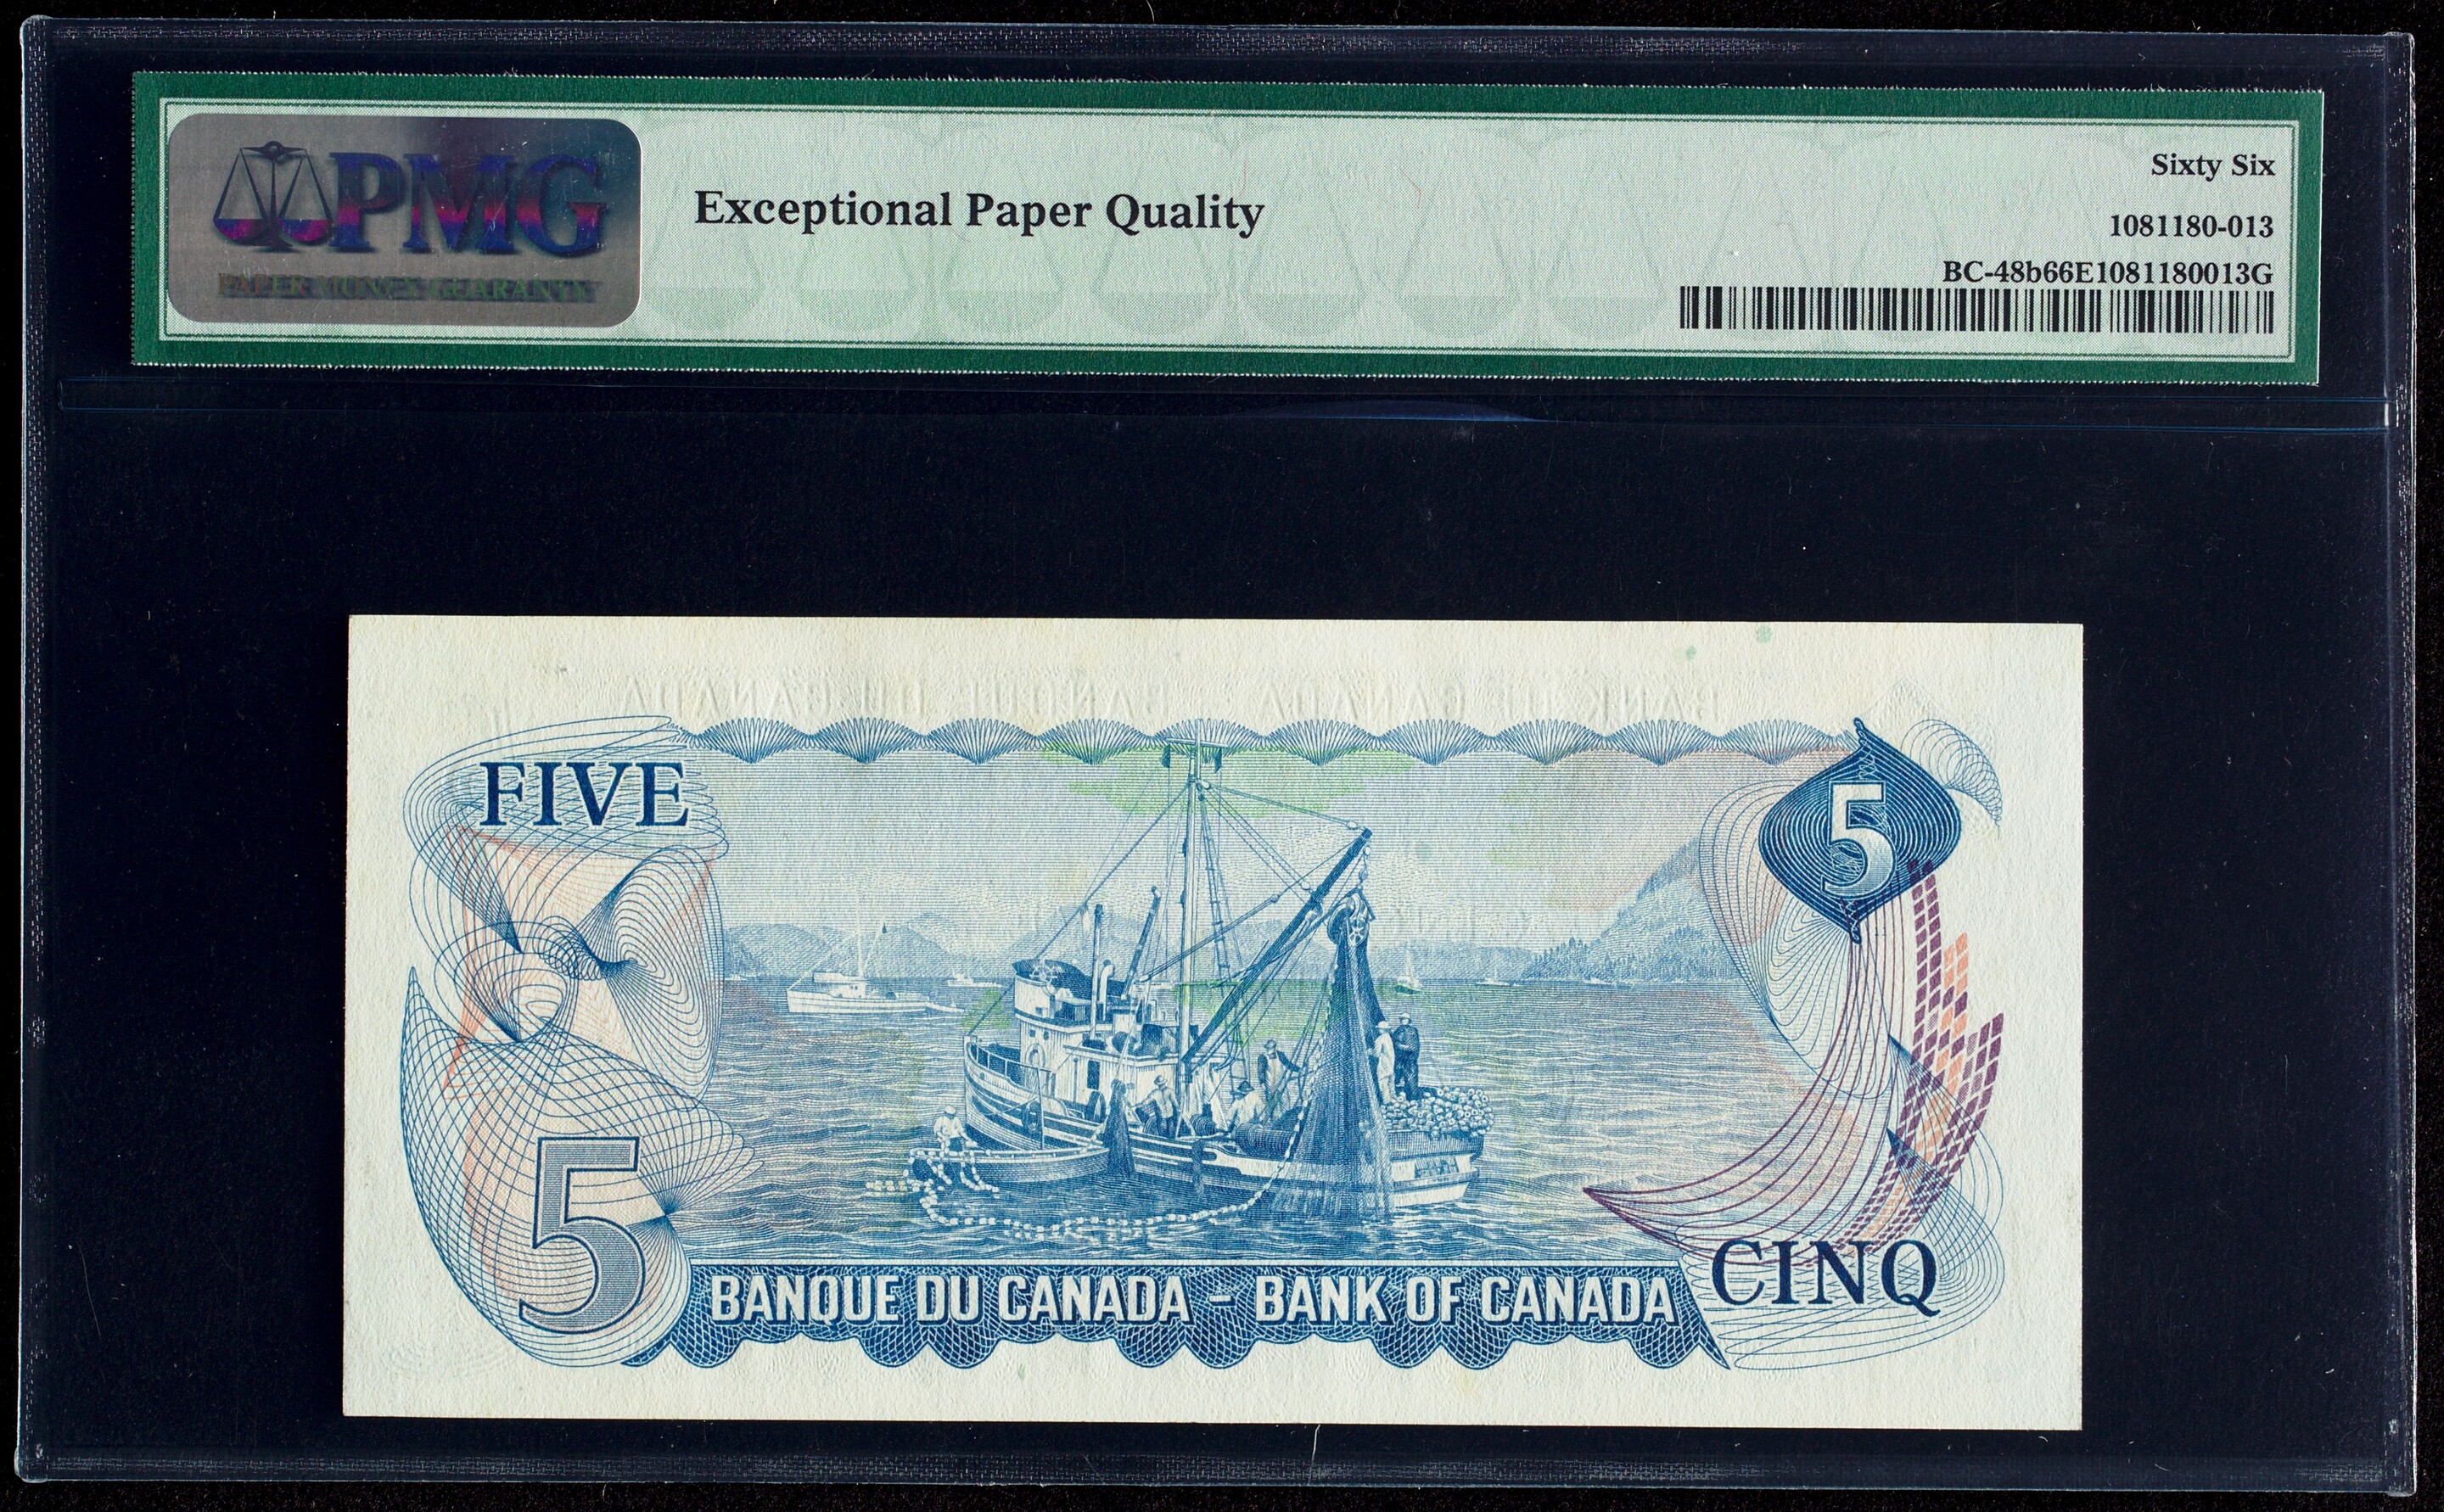 PMG
PAPER MONEY GUARANTY
Exceptional Paper Quality
Sixty Six
1081180-013
BC-48b66E1081180013G
FIVE
5
5
CINQ
BANQUE DU CANADA - BANK OF CANADA